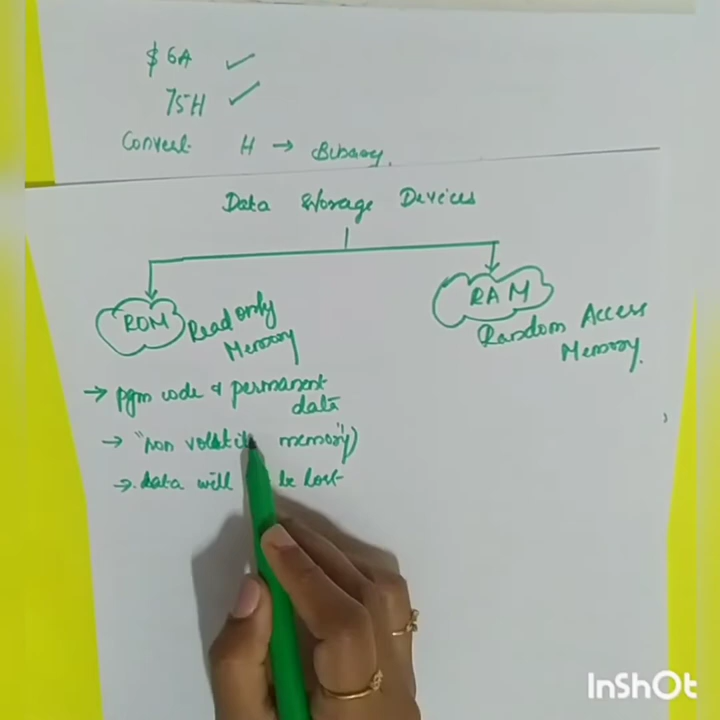 $ 6A
75H
Convert H → Binary.
Data Storage Devices
ROM Read only
Memory
RAM
Random Access
Memory.
→ pgm code & permanent
data
→ "non volatile memory")
→ data will be lost
InShOt